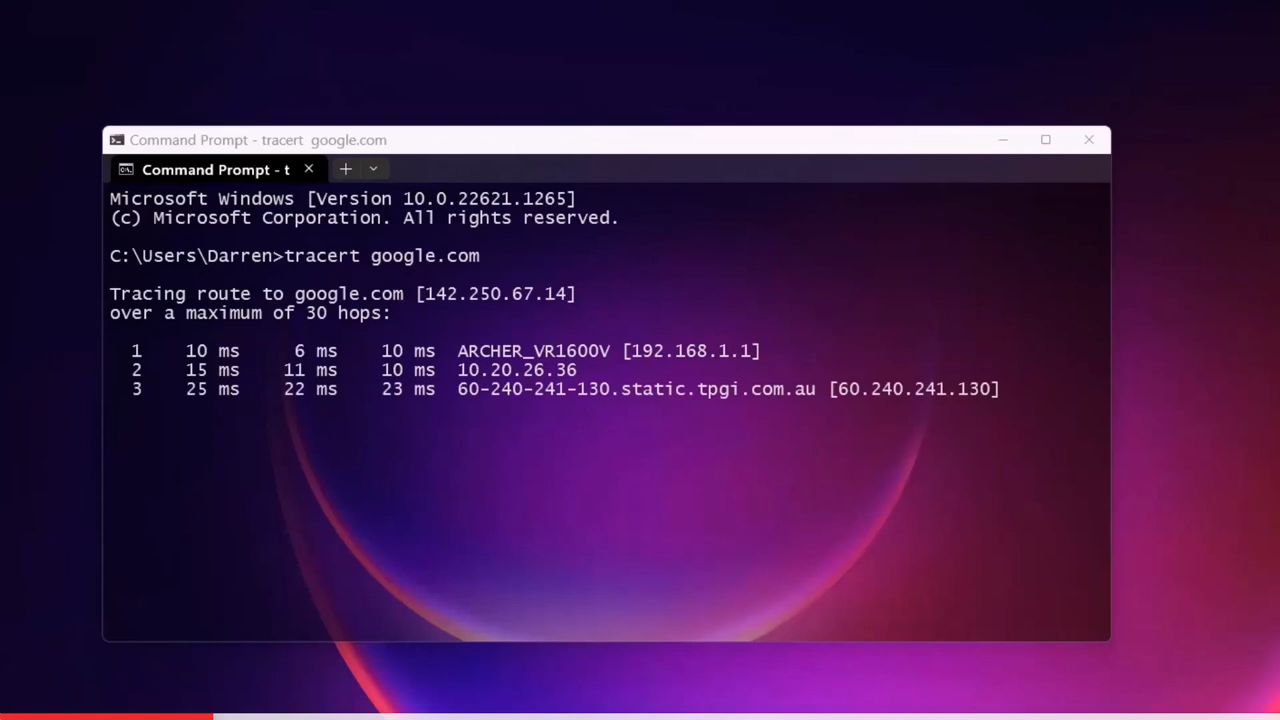 Command Prompt - tracert  google.com
Command Prompt - t
Microsoft Windows [Version 10.0.22621.1265]
(c) Microsoft Corporation. All rights reserved.
C:\Users\Darren>tracert google.com
Tracing route to google.com [142.250.67.14]
over a maximum of 30 hops:
  1    10 ms     6 ms    10 ms  ARCHER_VR1600V [192.168.1.1]
  2    15 ms    11 ms    10 ms  10.20.26.36
  3    25 ms    22 ms    23 ms  60-240-241-130.static.tpgi.com.au [60.240.241.130]